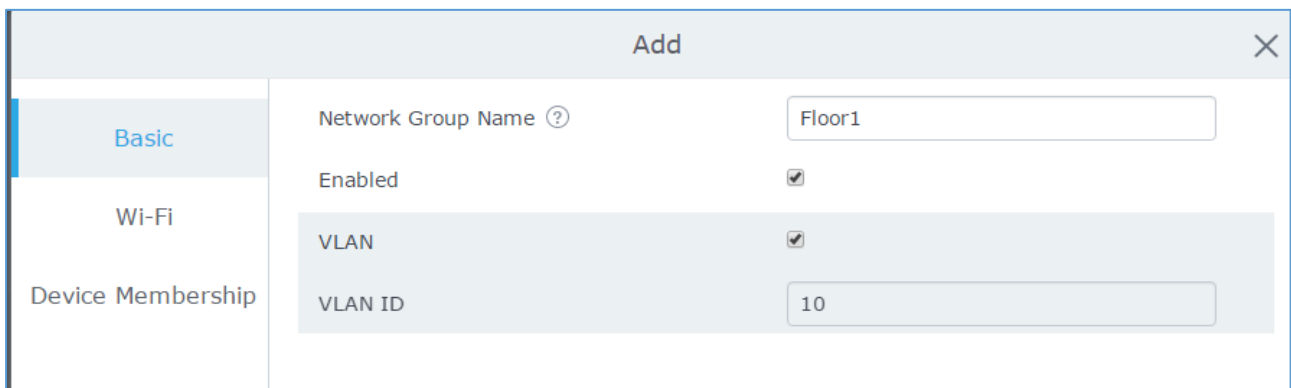 Add
Basic
Wi-Fi
Device Membership
Network Group Name ?
Floor1
Enabled
VLAN
VLAN ID
10